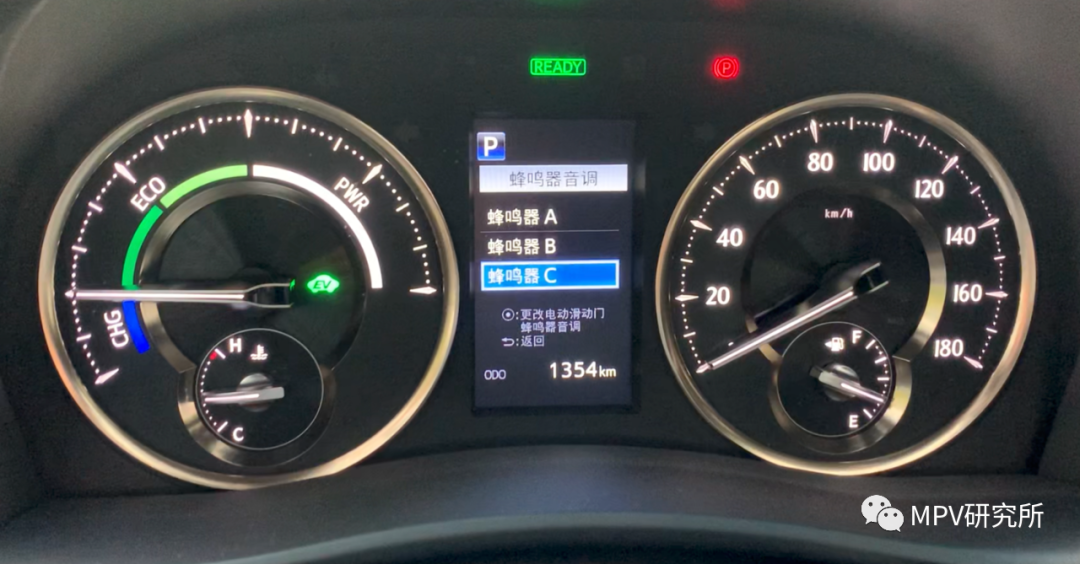 READY
P
ECO
PWR
CHG
EV
H
C
P
蜂鸣器音调
蜂鸣器 A
蜂鸣器 B
蜂鸣器 C
:更改电动滑动门
蜂鸣器音调
:返回
ODO 1354km
20
40
60
80
100
120
140
160
180
km/h
F
E
MPV研究所